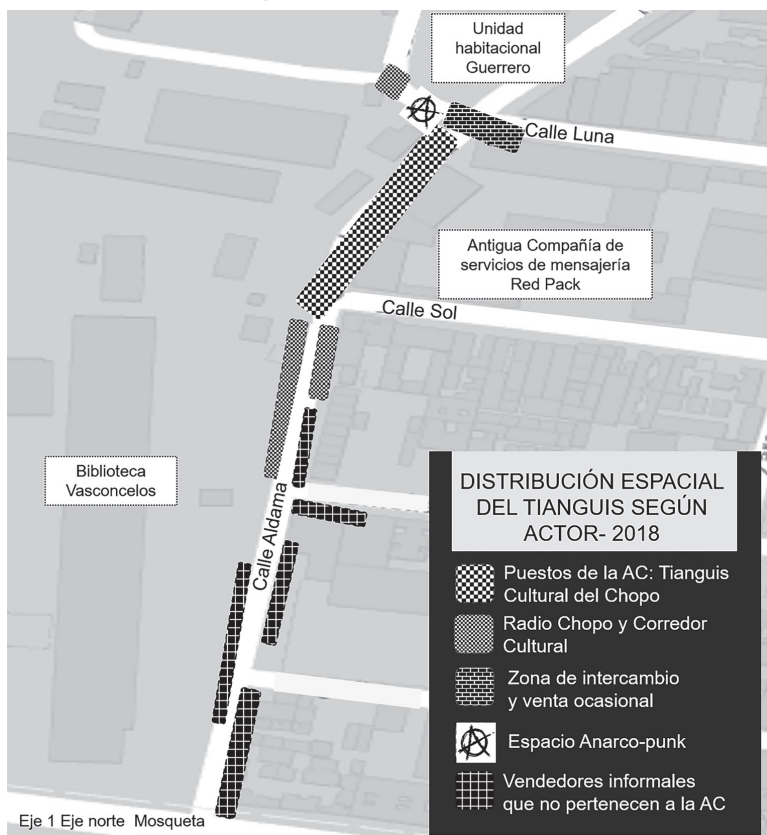 Unidad
habitacional
Guerrero
Calle Luna
Antigua Compañía de
servicios de mensajería
Red Pack
Calle Sol
Biblioteca
Vasconcelos
Calle Aldama
DISTRIBUCIÓN ESPACIAL
DEL TIANGUIS SEGÚN
ACTOR- 2018
Puestos de la AC: Tianguis
Cultural del Chopo
Radio Chopo y Corredor
Cultural
Zona de intercambio
y venta ocasional
Espacio Anarco-punk
Vendedores informales
que no pertenecen a la AC
Eje 1 Eje norte Mosqueta